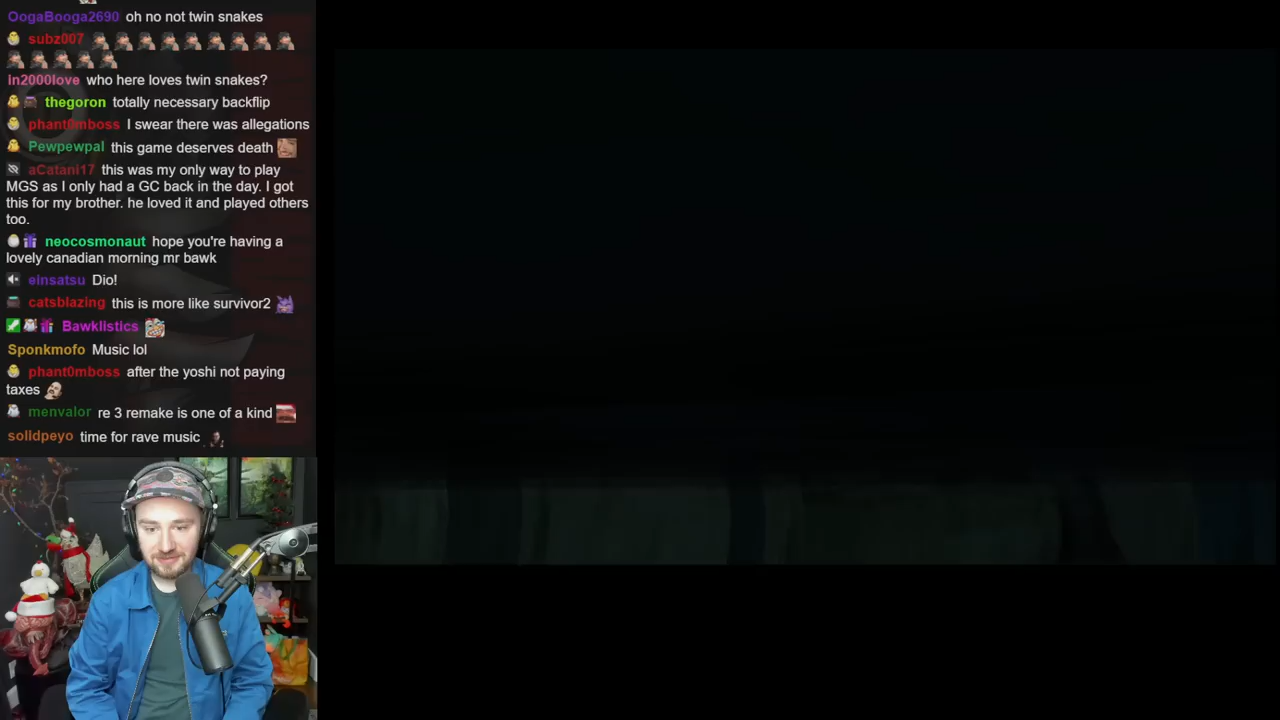 OogaBooga2690 oh no not twin snakes
subz007
in2000love who here loves twin snakes?
thegoron totally necessary backflip
phant0mboss I swear there was allegations
Pewpewpal this game deserves death
aCatani17 this was my only way to play
MGS as I only had a GC back in the day. I got
this for my brother. he loved it and played others
too.
neocosmonaut hope you're having a
lovely canadian morning mr bawk
einsatsu Dio!
catsblazing this is more like survivor2
Bawklistics
Sponkmofo Music lol
phant0mboss after the yoshi not paying
taxes
menvalor re 3 remake is one of a kind
solldpeyo time for rave music